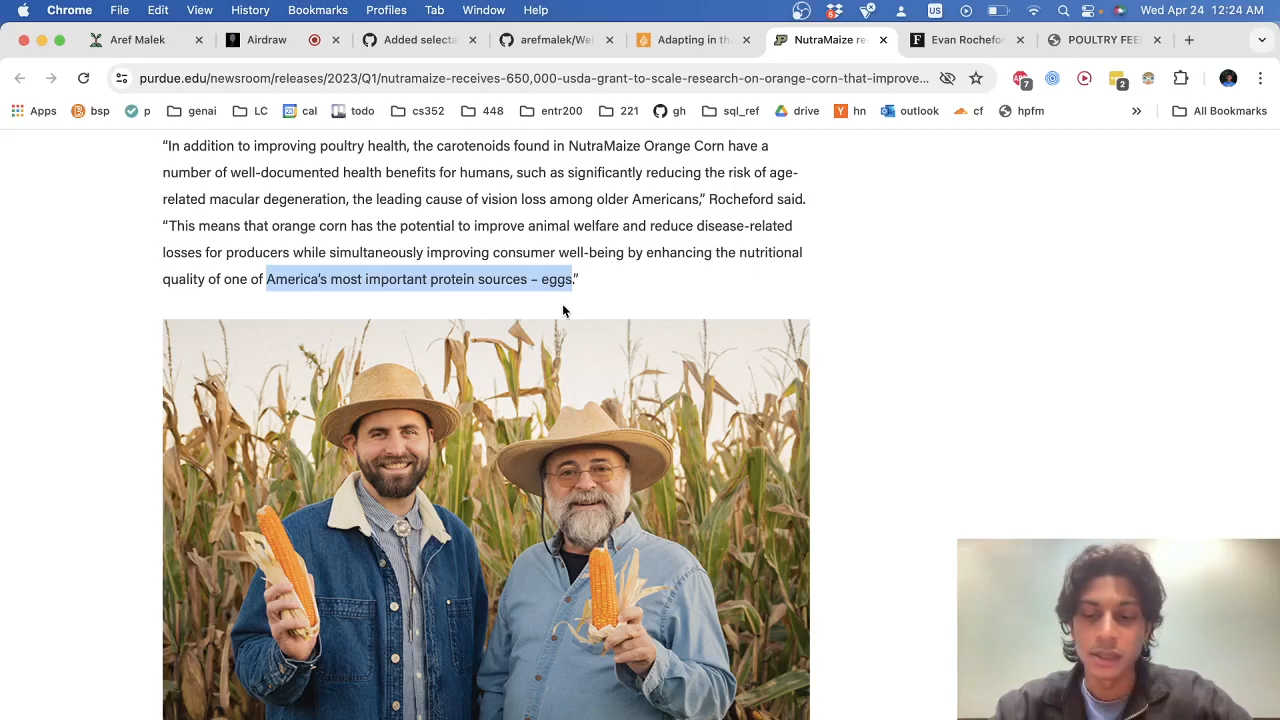 Chrome File Edit View History Bookmarks Profiles Tab Window Help
5 US Wed Apr 24 12:24 AM
Aref Malek Airdraw Added selecta arefmalek/We Adapting in th NutraMaize re Evan Rochefor POULTRY FEE
purdue.edu/newsroom/releases/2023/Q1/nutramaize-receives-650,000-usda-grant-to-scale-research-on-orange-corn-that-improve...
7 2
Apps bsp p genai LC cal todo cs352 448 entr200 221 gh sql_ref drive hn outlook cf hpfm » All Bookmarks
“In addition to improving poultry health, the carotenoids found in NutraMaize Orange Corn have a
number of well-documented health benefits for humans, such as significantly reducing the risk of age-
related macular degeneration, the leading cause of vision loss among older Americans,” Rocheford said.
“This means that orange corn has the potential to improve animal welfare and reduce disease-related
losses for producers while simultaneously improving consumer well-being by enhancing the nutritional
quality of one of America’s most important protein sources – eggs.”